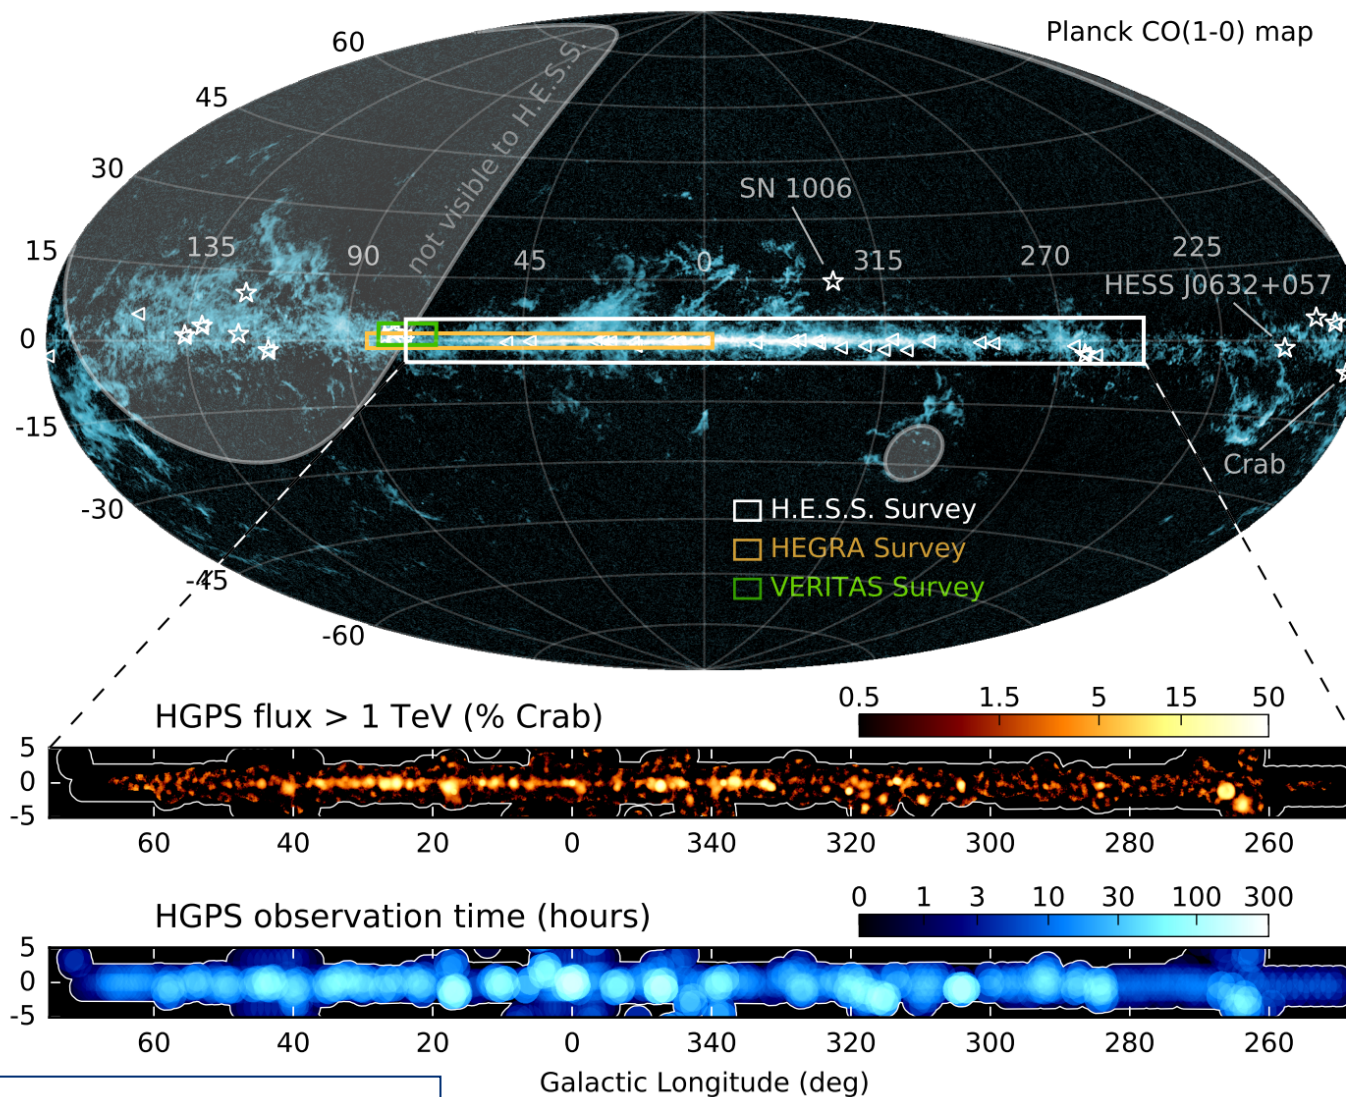 Planck CO(1-0) map
60
45
30
15
0
-15
-30
-45
-60
not visible to H.E.S.S.
SN 1006
135
90
45
0
315
270
225
HESS J0632+057
Crab
H.E.S.S. Survey
HEGRA Survey
VERITAS Survey
HGPS flux > 1 TeV (% Crab)
0.5 1.5 5 15 50
5
0
-5
60 40 20 0 340 320 300 280 260
HGPS observation time (hours)
0 1 3 10 30 100 300
5
0
-5
60 40 20 0 340 320 300 280 260
Galactic Longitude (deg)